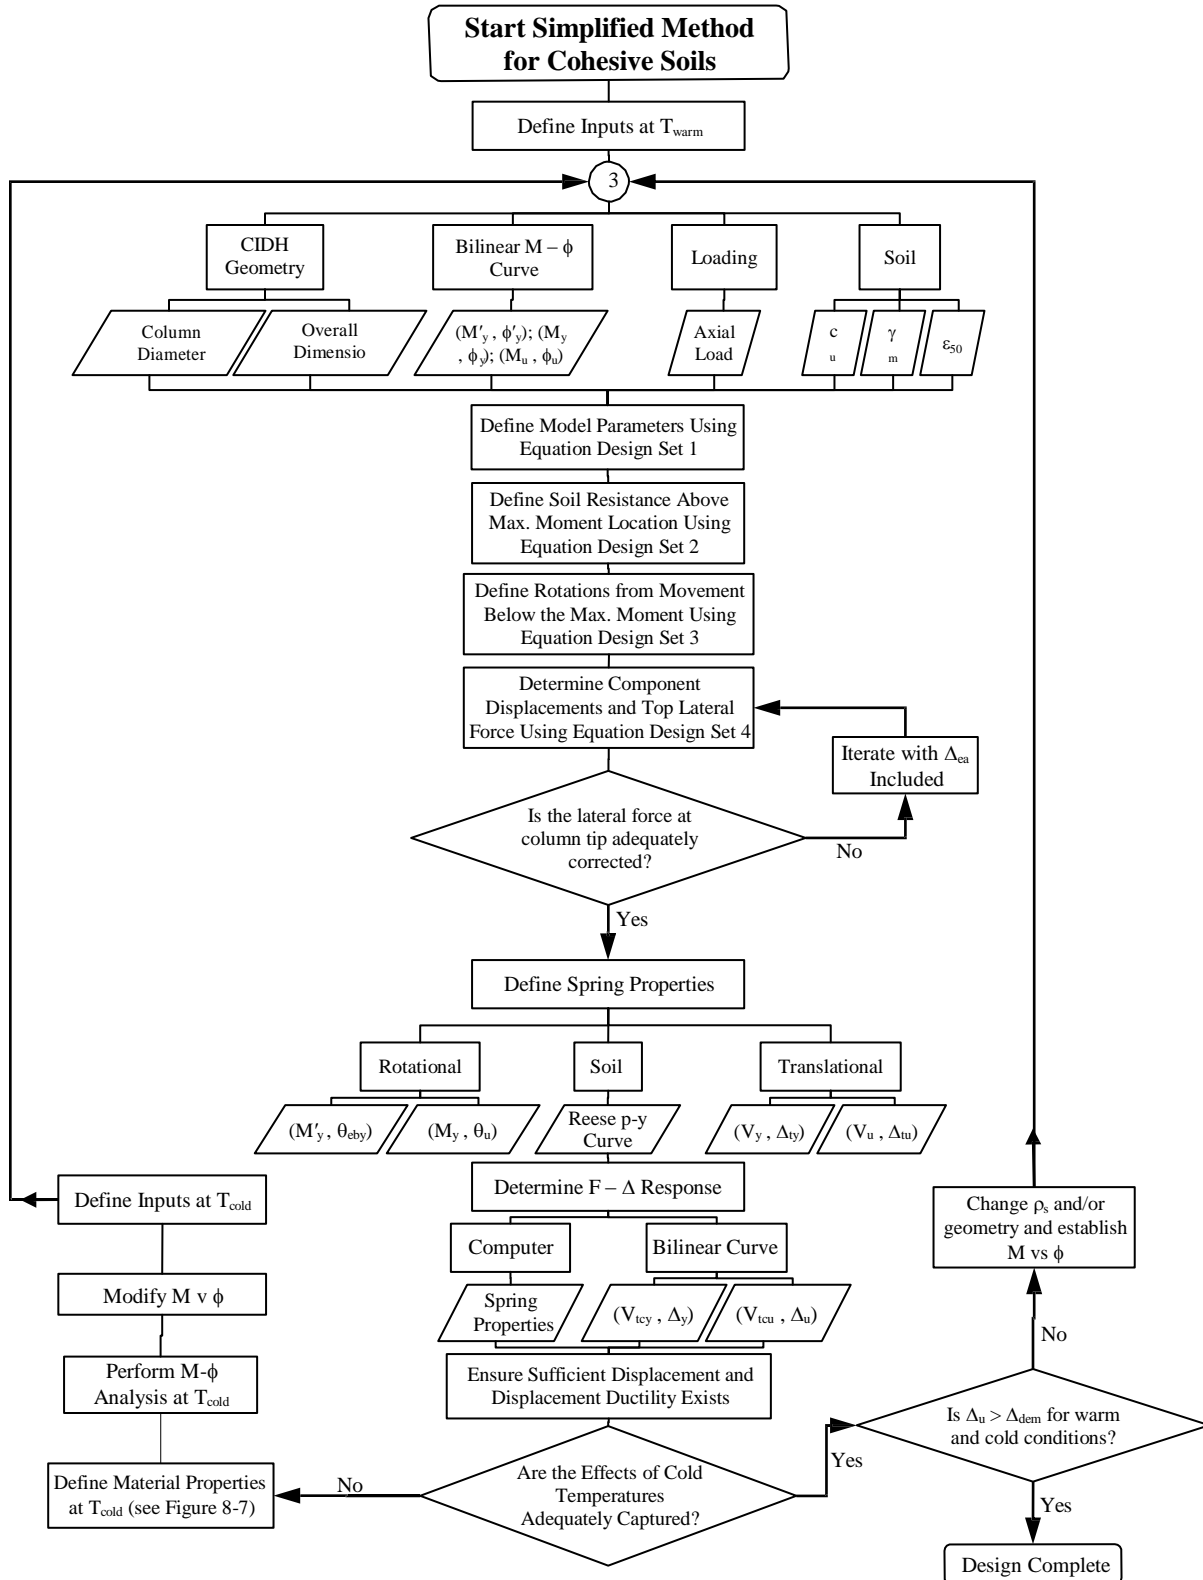 Start Simplified Method
for Cohesive Soils
Define Inputs at T_warm
3
CIDH
Geometry
Bilinear M – ϕ
Curve
Loading
Soil
Column
Diameter
Overall
Dimensio
(M′_y , ϕ′_y); (M_y
, ϕ_y); (M_u , ϕ_u)
Axial
Load
c
u
γ
m
ε_50
Define Model Parameters Using
Equation Design Set 1
Define Soil Resistance Above
Max. Moment Location Using
Equation Design Set 2
Define Rotations from Movement
Below the Max. Moment Using
Equation Design Set 3
Determine Component
Displacements and Top Lateral
Force Using Equation Design Set 4
Iterate with Δ_ea
Included
Is the lateral force at
column tip adequately
corrected?
No
Yes
Define Spring Properties
Rotational
Soil
Translational
(M′_y , θ_eby)
(M_y , θ_u)
Reese p-y
Curve
(V_y , Δ_ty)
(V_u , Δ_tu)
Determine F – Δ Response
Computer
Bilinear Curve
Spring
Properties
(V_tcy , Δ_y)
(V_tcu , Δ_u)
Ensure Sufficient Displacement and
Displacement Ductility Exists
Are the Effects of Cold
Temperatures
Adequately Captured?
No
Yes
Define Inputs at T_cold
Modify M v ϕ
Perform M-ϕ
Analysis at T_cold
Define Material Properties
at T_cold (see Figure 8-7)
Change ρ_s and/or
geometry and establish
M vs ϕ
No
Is Δ_u > Δ_dem for warm
and cold conditions?
Yes
Design Complete